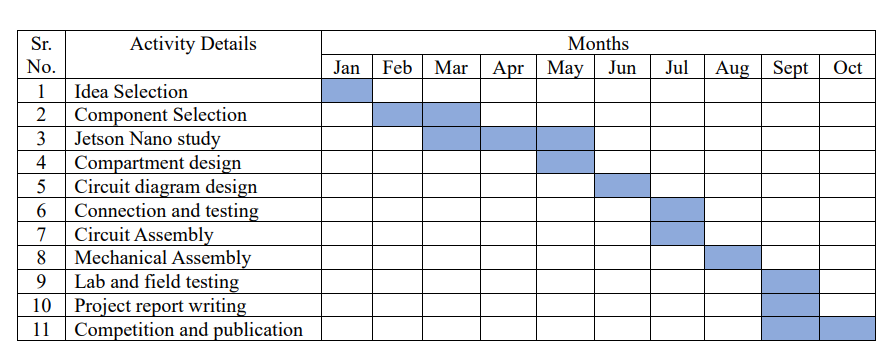 Sr. Activity Details Months
No. Jan Feb Mar Apr May Jun Jul Aug Sept Oct
1 Idea Selection
2 Component Selection
3 Jetson Nano study
4 Compartment design
5 Circuit diagram design
6 Connection and testing
7 Circuit Assembly
8 Mechanical Assembly
9 Lab and field testing
10 Project report writing
11 Competition and publication